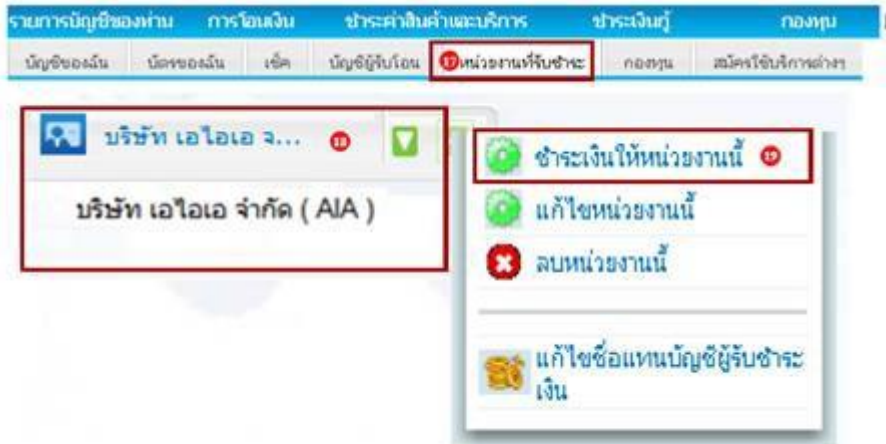 รายการบัญชีของท่าน การโอนเงิน ชำระค่าสินค้าและบริการ ชำระเงินกู้ กองทุน
บัญชีของฉัน บัตรของฉัน เช็ค บัญชีผู้รับโอน 17 หน่วยงานที่รับชำระ กองทุน สมัครใช้บริการต่างๆ
บริษัท เอไอเอ จ... 18
บริษัท เอไอเอ จำกัด ( AIA )
ชำระเงินให้หน่วยงานนี้ 19
แก้ไขหน่วยงานนี้
ลบหน่วยงานนี้
แก้ไขชื่อแทนบัญชีผู้รับชำระ
เงิน